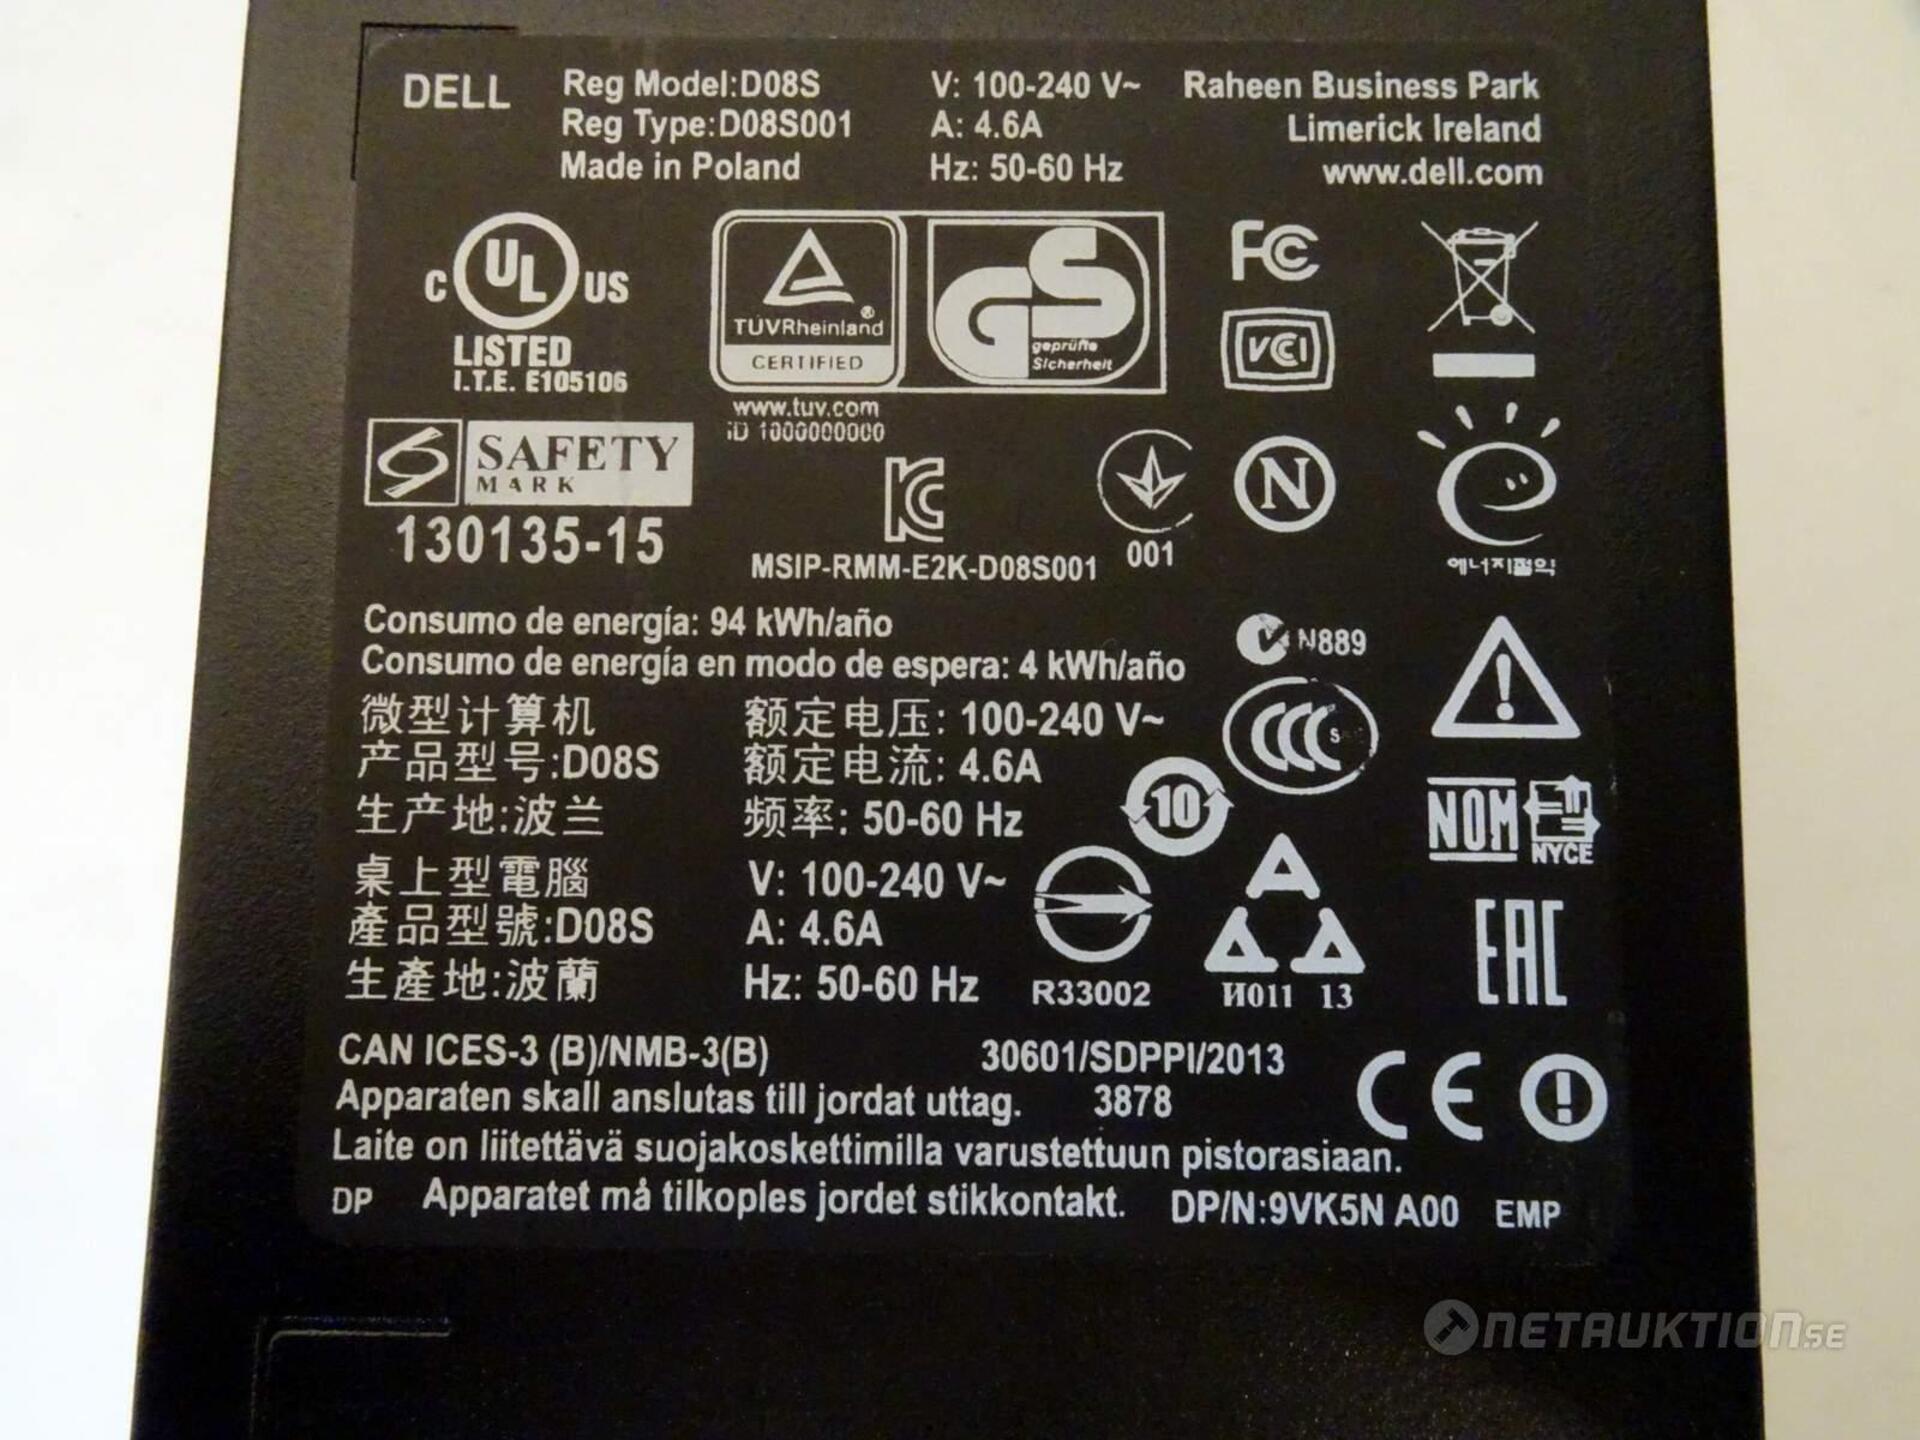 DELL Reg Model:D08S V: 100-240 V~ Raheen Business Park
Reg Type:D08S001 A: 4.6A Limerick Ireland
Made in Poland Hz: 50-60 Hz www.dell.com
C UL US
LISTED
I.T.E. E105106
TÜVRheinland®
CERTIFIED
www.tuv.com
ID 1000000000
GS
geprüfte
Sicherheit
FC
VCI
SAFETY
MARK
130135-15
KC
MSIP-RMM-E2K-D08S001
001
N
에너지절약
Consumo de energía: 94 kWh/año
Consumo de energía en modo de espera: 4 kWh/año
N889
微型计算机 额定电压: 100-240 V~
产品型号:D08S 额定电流: 4.6A
生产地:波兰 频率: 50-60 Hz
CCC S
10
NOM
NYCE
桌上型電腦 V: 100-240 V~
產品型號:D08S A: 4.6A
生產地:波蘭 Hz: 50-60 Hz
R33002
И011 13
EAC
CAN ICES-3 (B)/NMB-3(B) 30601/SDPPI/2013
Apparaten skall anslutas till jordat uttag. 3878
CE
Laite on liitettävä suojakoskettimilla varustettuun pistorasiaan.
DP Apparatet må tilkoples jordet stikkontakt. DP/N:9VK5N A00 EMP
NETAUKTION.SE